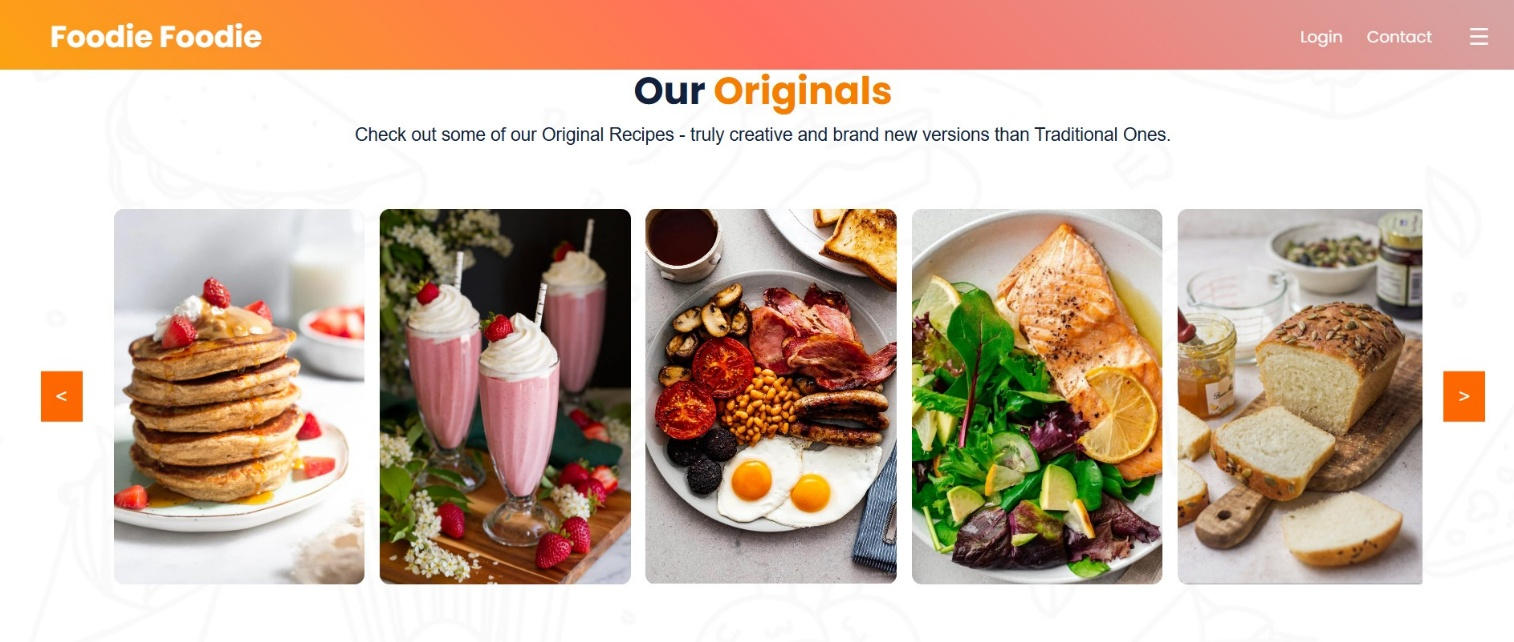 Foodie Foodie
Login Contact ☰
Our Originals
Check out some of our Original Recipes - truly creative and brand new versions than Traditional Ones.
< >